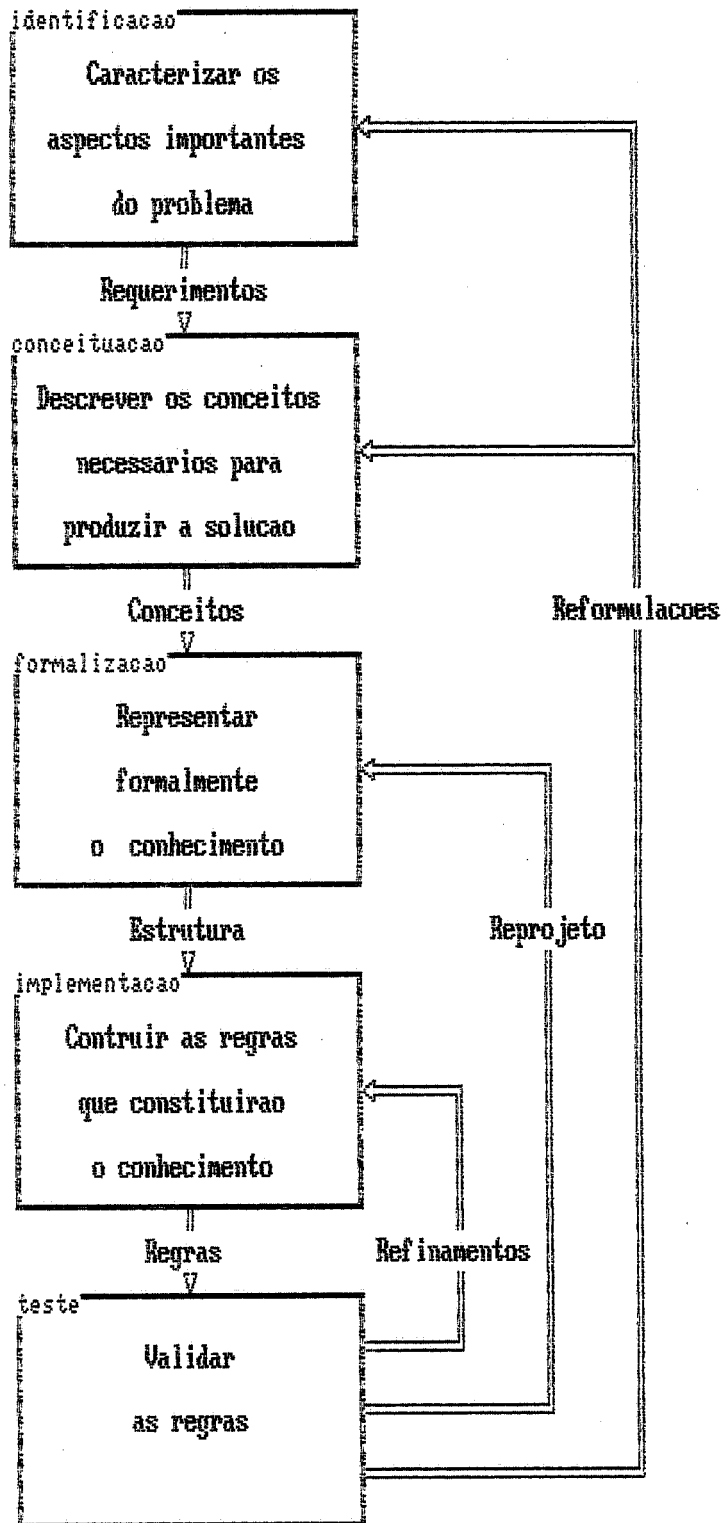 identificacao
Caracterizar os
aspectos importantes
do problema
Requerimentos
conceituacao
Descrever os conceitos
necessarios para
produzir a solucao
Conceitos
Reformulacoes
formalizacao
Representar
formalmente
o conhecimento
Estrutura
Reprojeto
implementacao
Contruir as regras
que constituirao
o conhecimento
Regras
Refinamentos
teste
Validar
as regras